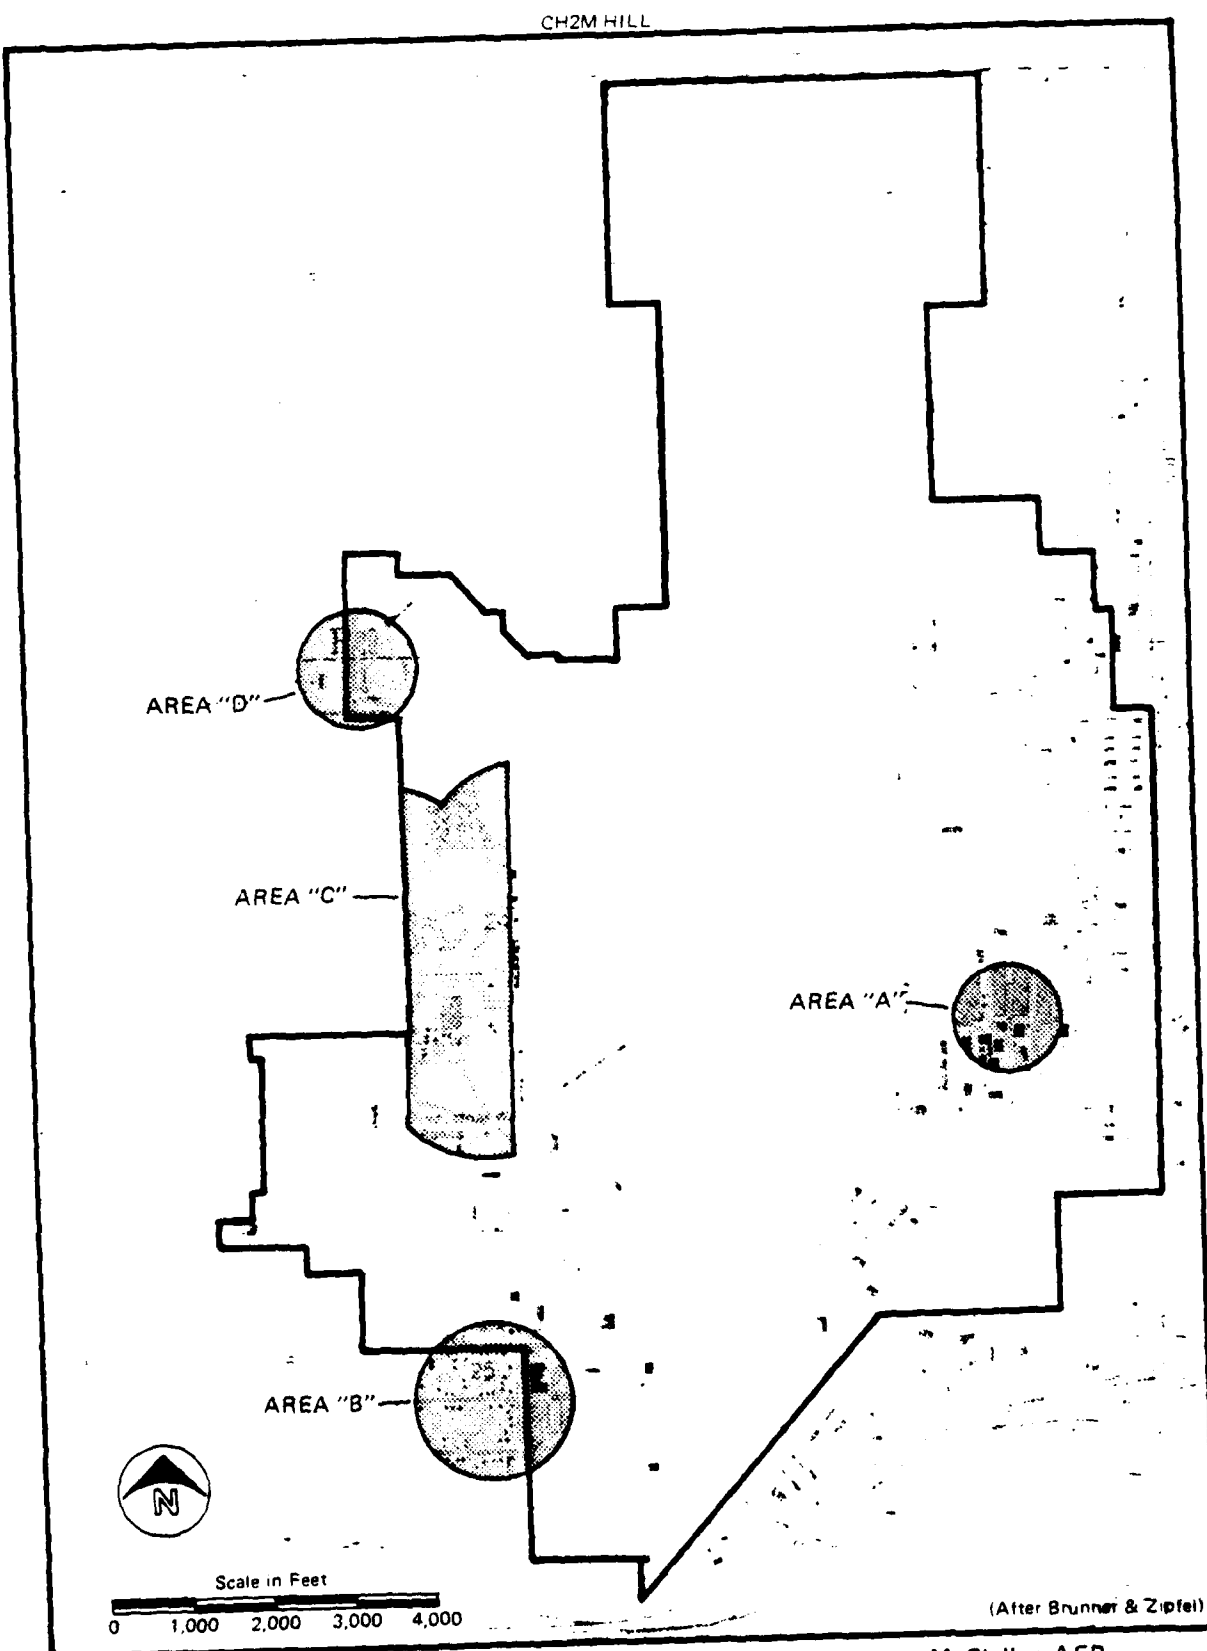 CH2M HILL
AREA "D"
AREA "C"
AREA "A"
25
AREA "B"
N
Scale in Feet
0 1,000 2,000 3,000 4,000
(After Brunner & Zipfel)